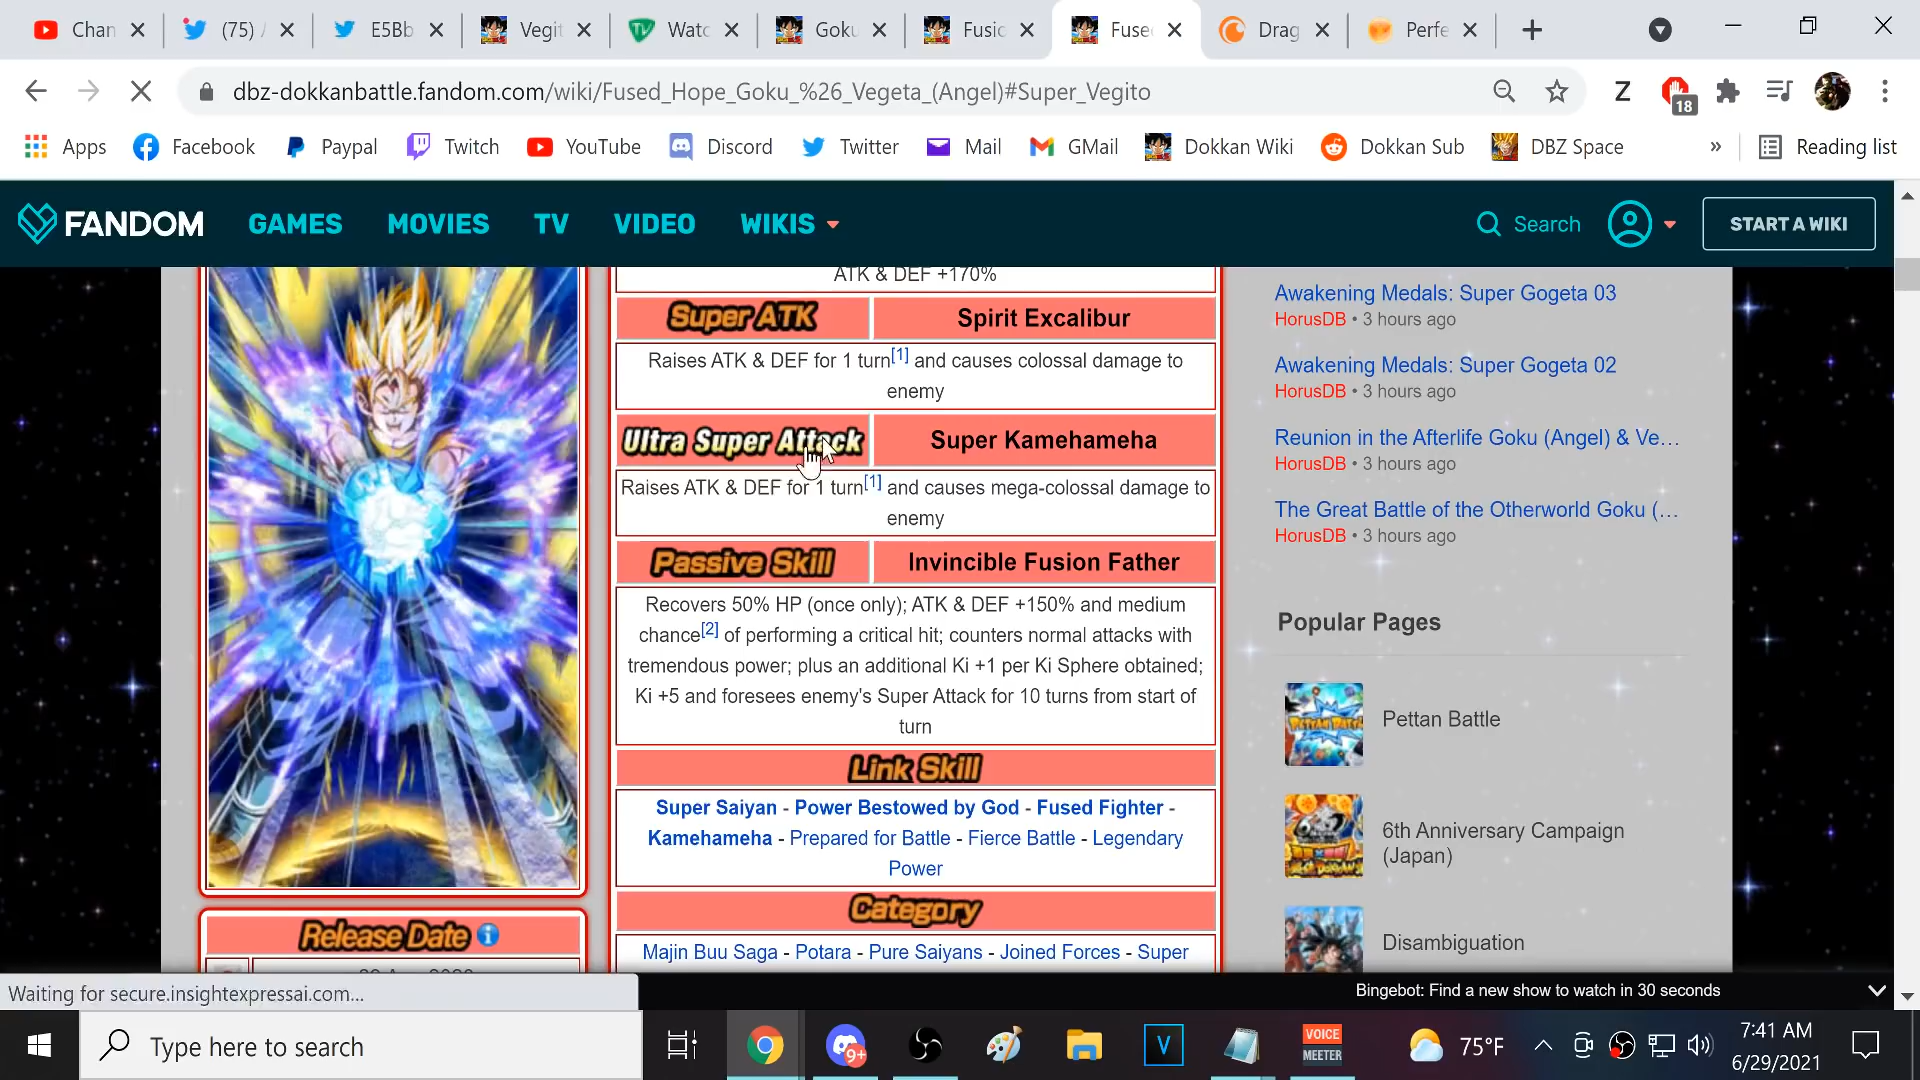 Chan
(75) /
E5Bb
Vegit
Watc
Goku
Fusic
Fuse
Drag
Perfe
dbz-dokkanbattle.fandom.com/wiki/Fused_Hope_Goku_%26_Vegeta_(Angel)#Super_Vegito
Z
18
Apps
Facebook
Paypal
Twitch
YouTube
Discord
Twitter
Mail
GMail
Dokkan Wiki
Dokkan Sub
DBZ Space
»
Reading list
FANDOM
GAMES
MOVIES
TV
VIDEO
WIKIS
Search
START A WIKI
ATK & DEF +170%
Super ATK
Spirit Excalibur
Raises ATK & DEF for 1 turn[1] and causes colossal damage to
enemy
Ultra Super Attack
Super Kamehameha
Raises ATK & DEF for 1 turn[1] and causes mega-colossal damage to
enemy
Passive Skill
Invincible Fusion Father
Recovers 50% HP (once only); ATK & DEF +150% and medium
chance[2] of performing a critical hit; counters normal attacks with
tremendous power; plus an additional Ki +1 per Ki Sphere obtained;
Ki +5 and foresees enemy's Super Attack for 10 turns from start of
turn
Link Skill
Super Saiyan - Power Bestowed by God - Fused Fighter -
Kamehameha - Prepared for Battle - Fierce Battle - Legendary
Power
Category
Majin Buu Saga - Potara - Pure Saiyans - Joined Forces - Super
Release Date
Awakening Medals: Super Gogeta 03
HorusDB • 3 hours ago
Awakening Medals: Super Gogeta 02
HorusDB • 3 hours ago
Reunion in the Afterlife Goku (Angel) & Ve...
HorusDB • 3 hours ago
The Great Battle of the Otherworld Goku (...
HorusDB • 3 hours ago
Popular Pages
Pettan Battle
6th Anniversary Campaign
(Japan)
Disambiguation
Waiting for secure.insightexpressai.com...
Bingebot: Find a new show to watch in 30 seconds
Type here to search
9+
V
VOICE
MEETER
75°F
7:41 AM
6/29/2021